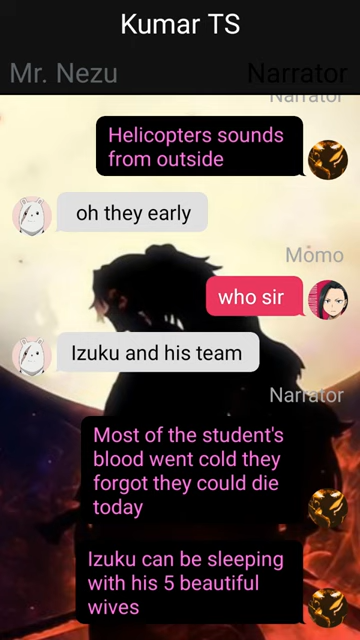 Kumar TS
Mr. Nezu
Narrator
Narrator
Helicopters sounds
from outside
oh they early
Momo
who sir
Izuku and his team
Narrator
Most of the student's
blood went cold they
forgot they could die
today
Izuku can be sleeping
with his 5 beautiful
wives